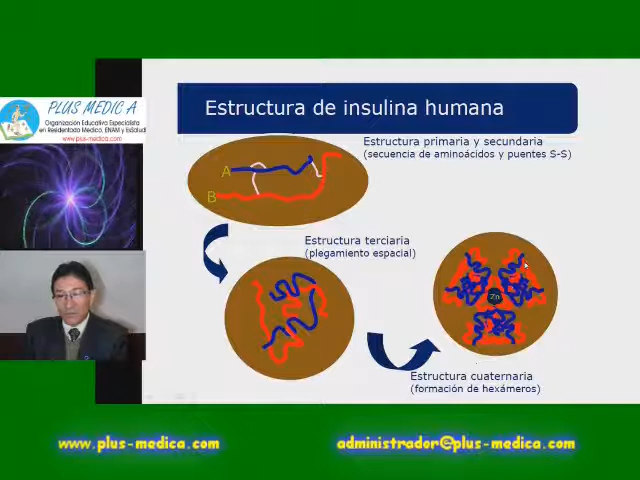 PLUS MEDIC A
Organización Educativa Especialista
en Residentado Médico, ENAM y EsSalud
www.plus-medica.com
Estructura de insulina humana
Estructura primaria y secundaria
(secuencia de aminoácidos y puentes S-S)
A
B
Estructura terciaria
(plegamiento espacial)
Zn
Estructura cuaternaria
(formación de hexámeros)
www.plus-medica.com
administrador@plus-medica.com